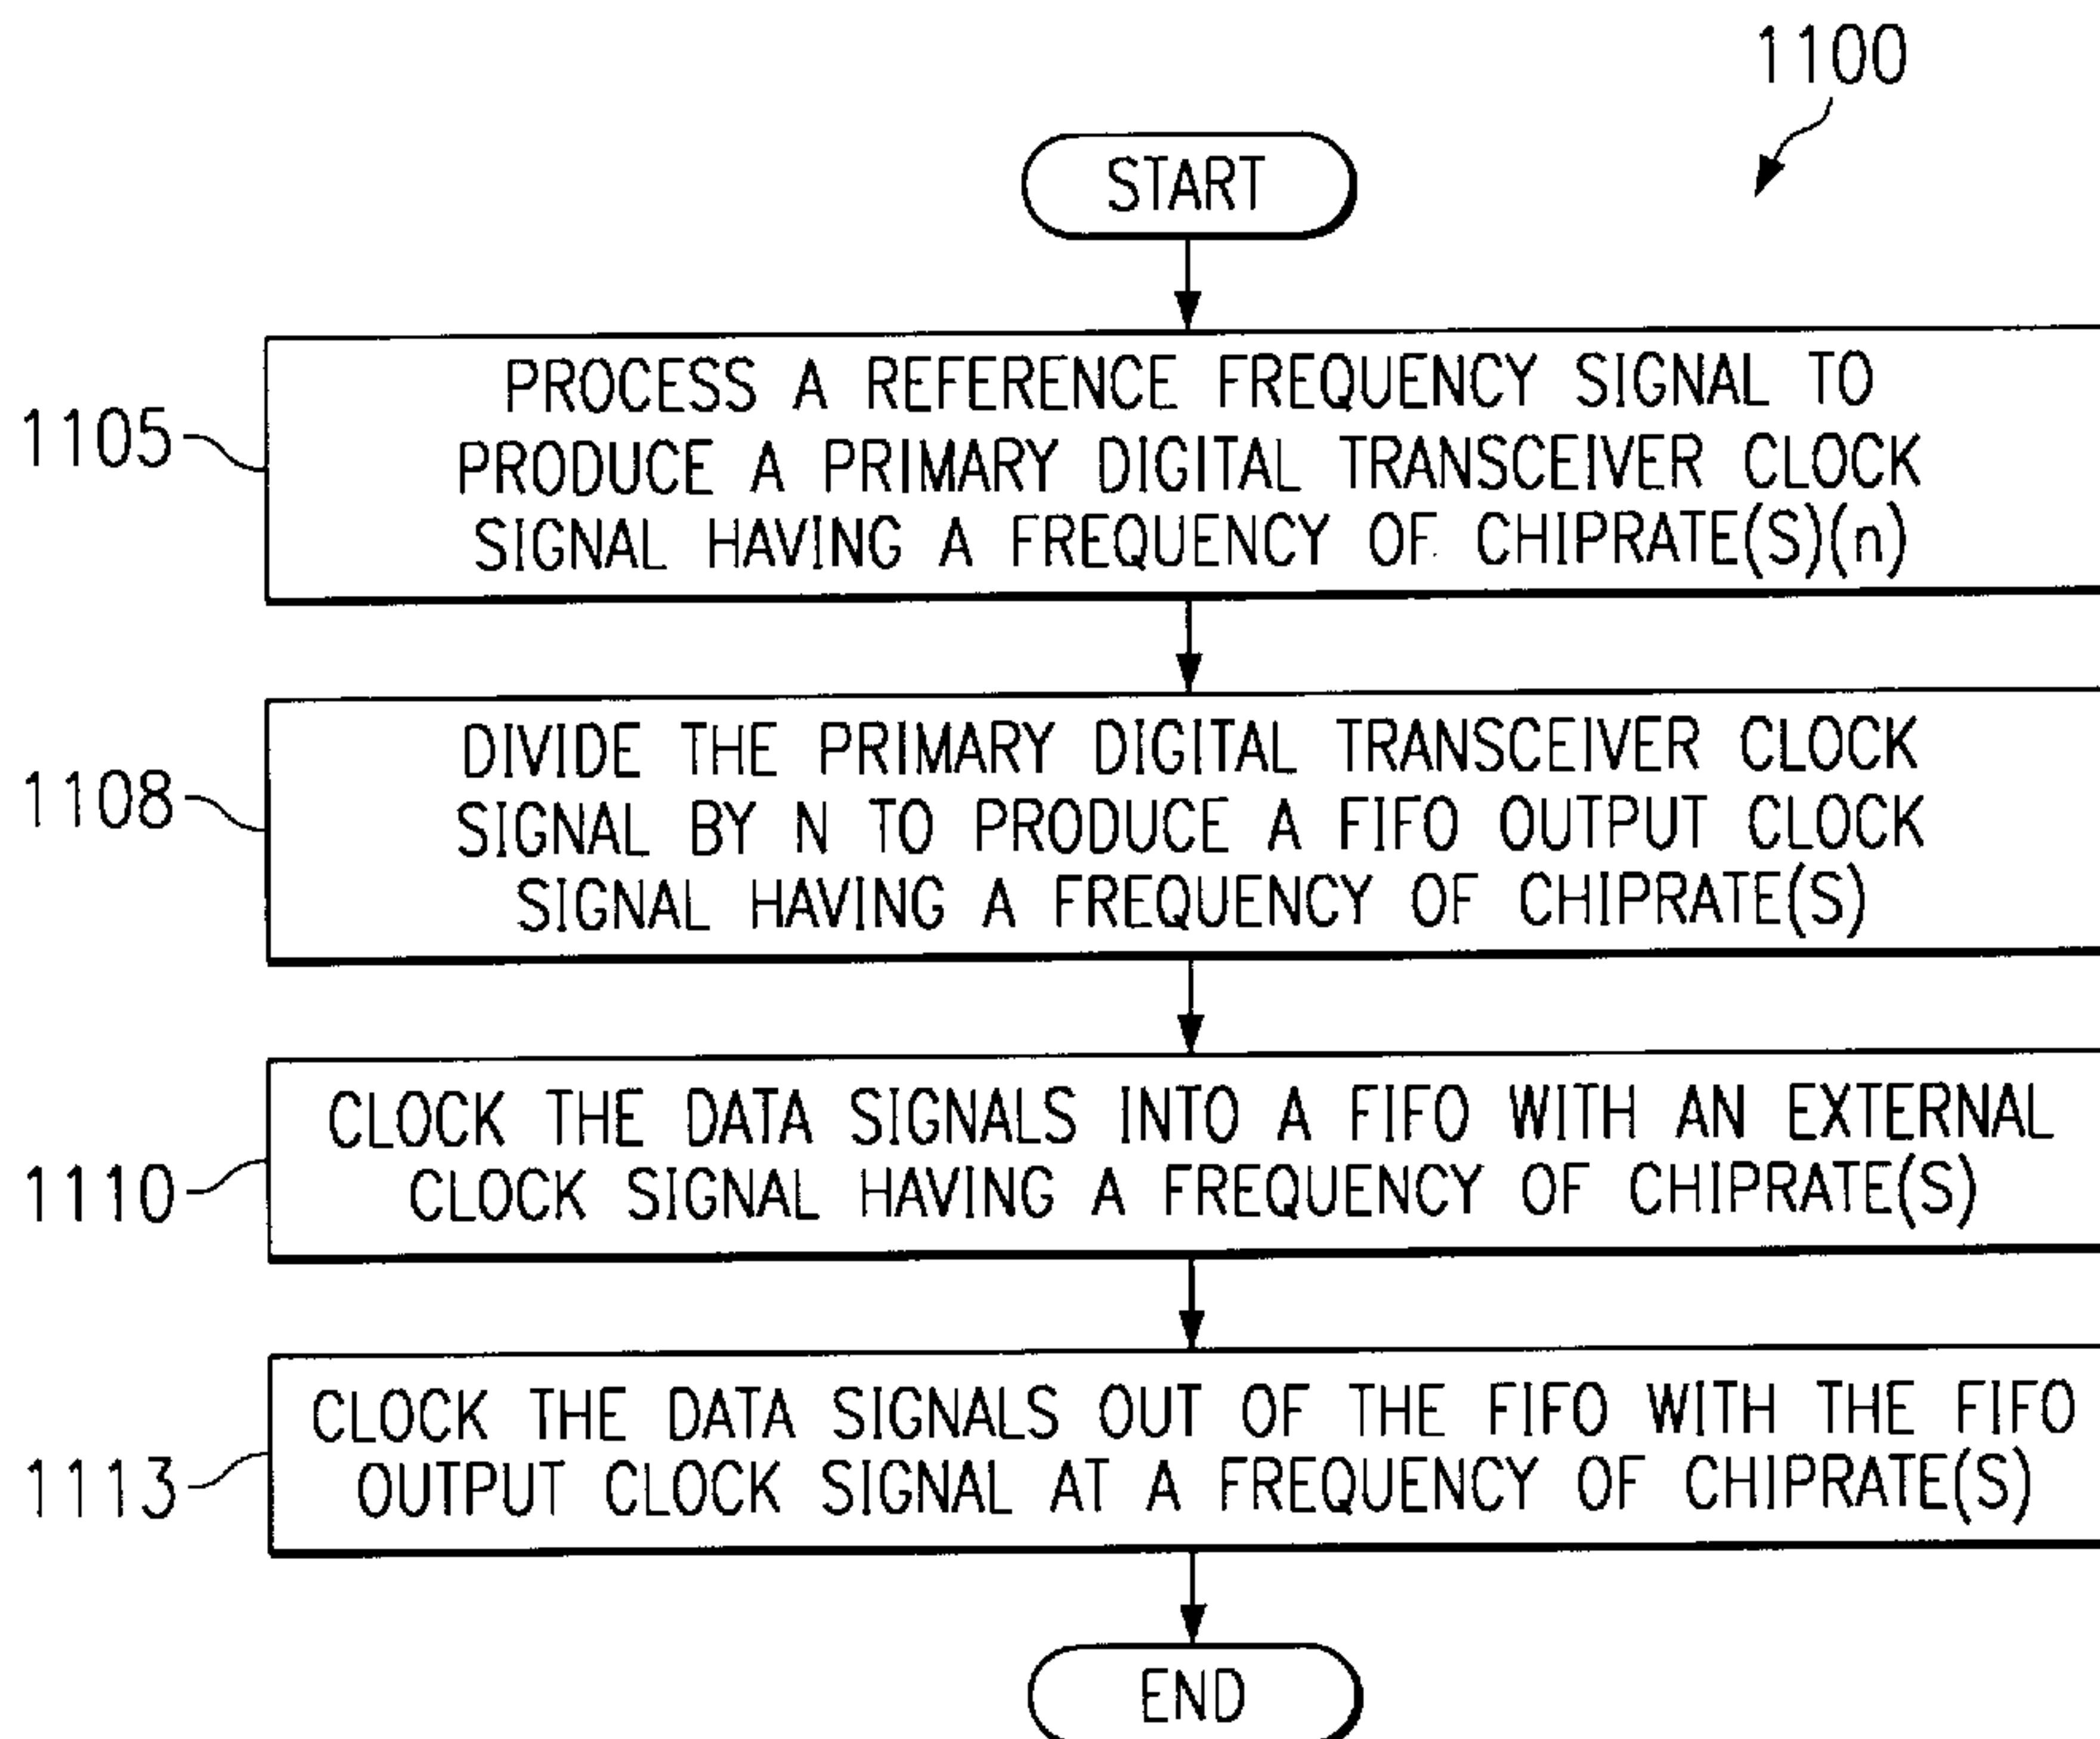 1100
START
1105
PROCESS A REFERENCE FREQUENCY SIGNAL TO
PRODUCE A PRIMARY DIGITAL TRANSCEIVER CLOCK
SIGNAL HAVING A FREQUENCY OF CHIPRATE(S)(n)
1108
DIVIDE THE PRIMARY DIGITAL TRANSCEIVER CLOCK
SIGNAL BY N TO PRODUCE A FIFO OUTPUT CLOCK
SIGNAL HAVING A FREQUENCY OF CHIPRATE(S)
1110
CLOCK THE DATA SIGNALS INTO A FIFO WITH AN EXTERNAL
CLOCK SIGNAL HAVING A FREQUENCY OF CHIPRATE(S)
1113
CLOCK THE DATA SIGNALS OUT OF THE FIFO WITH THE FIFO
OUTPUT CLOCK SIGNAL AT A FREQUENCY OF CHIPRATE(S)
END